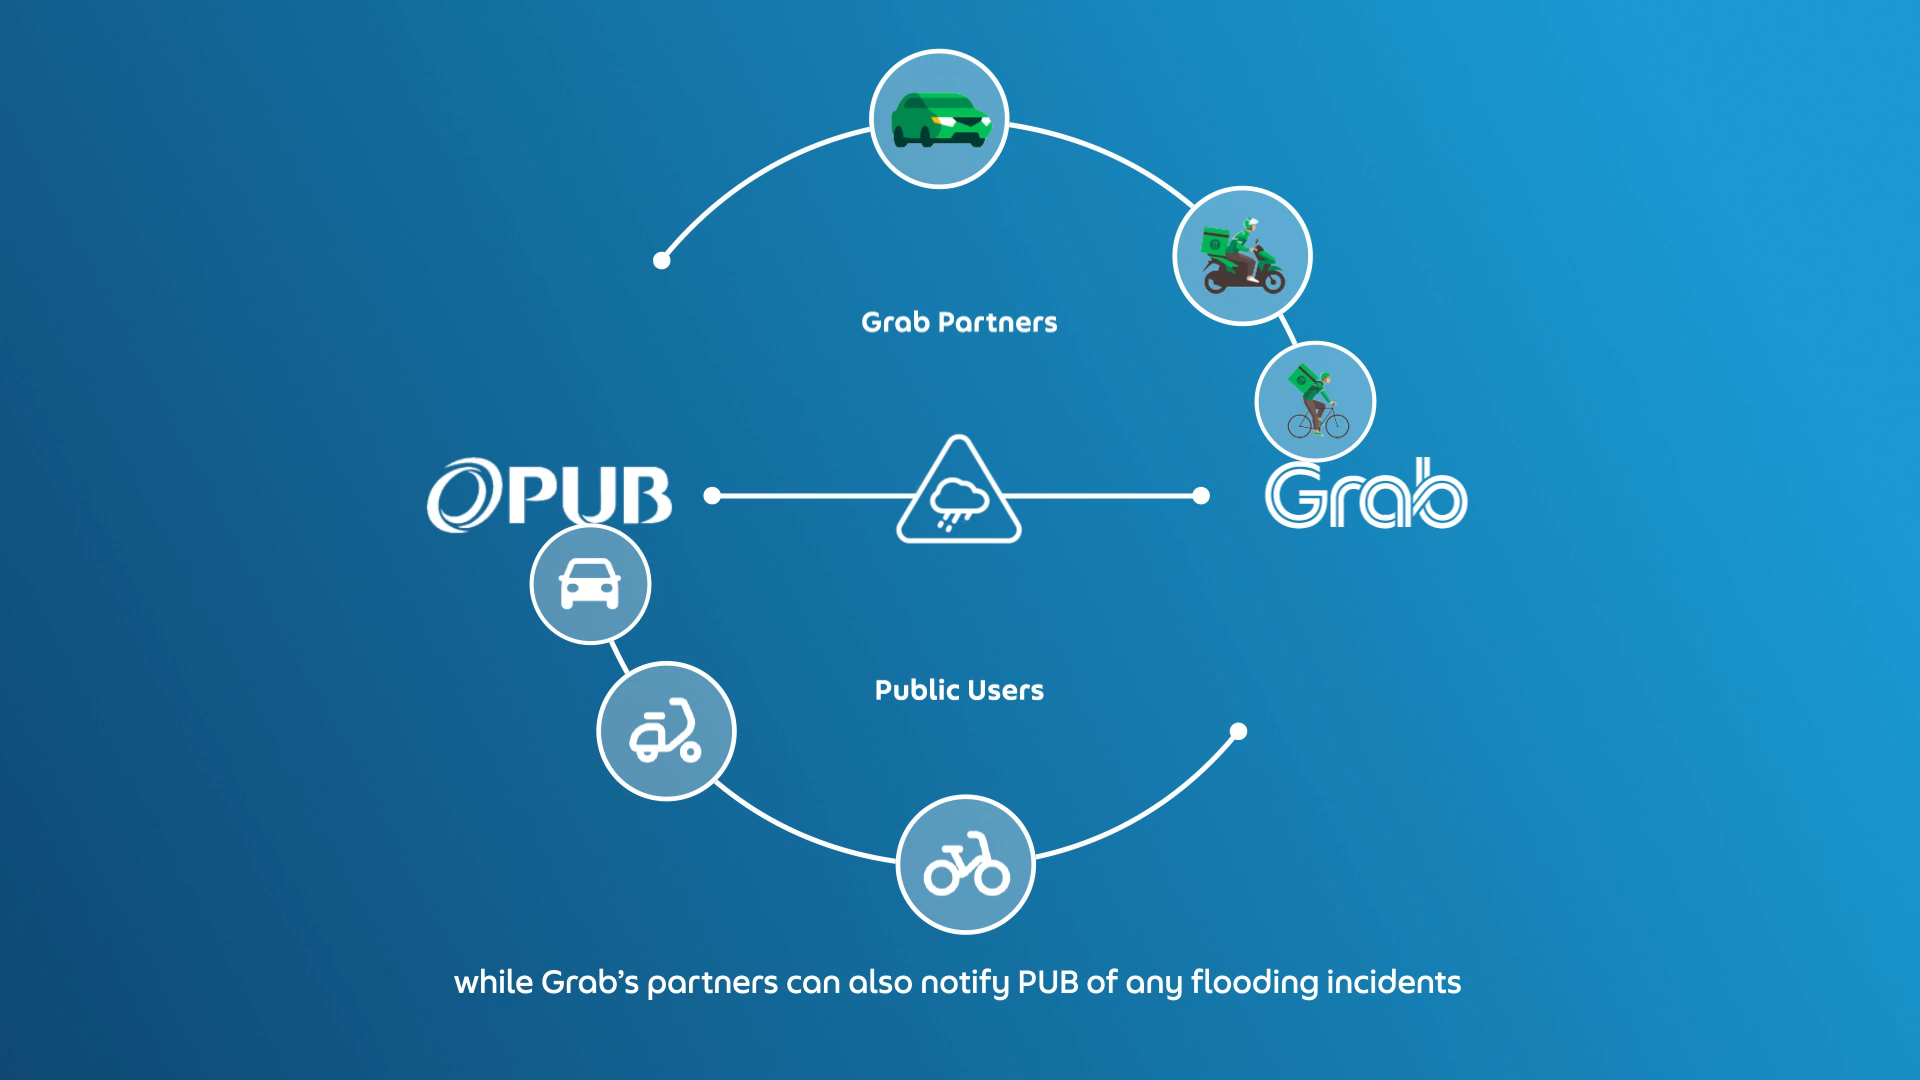 Grab Partners
PUB
Grab
Public Users
while Grab’s partners can also notify PUB of any flooding incidents